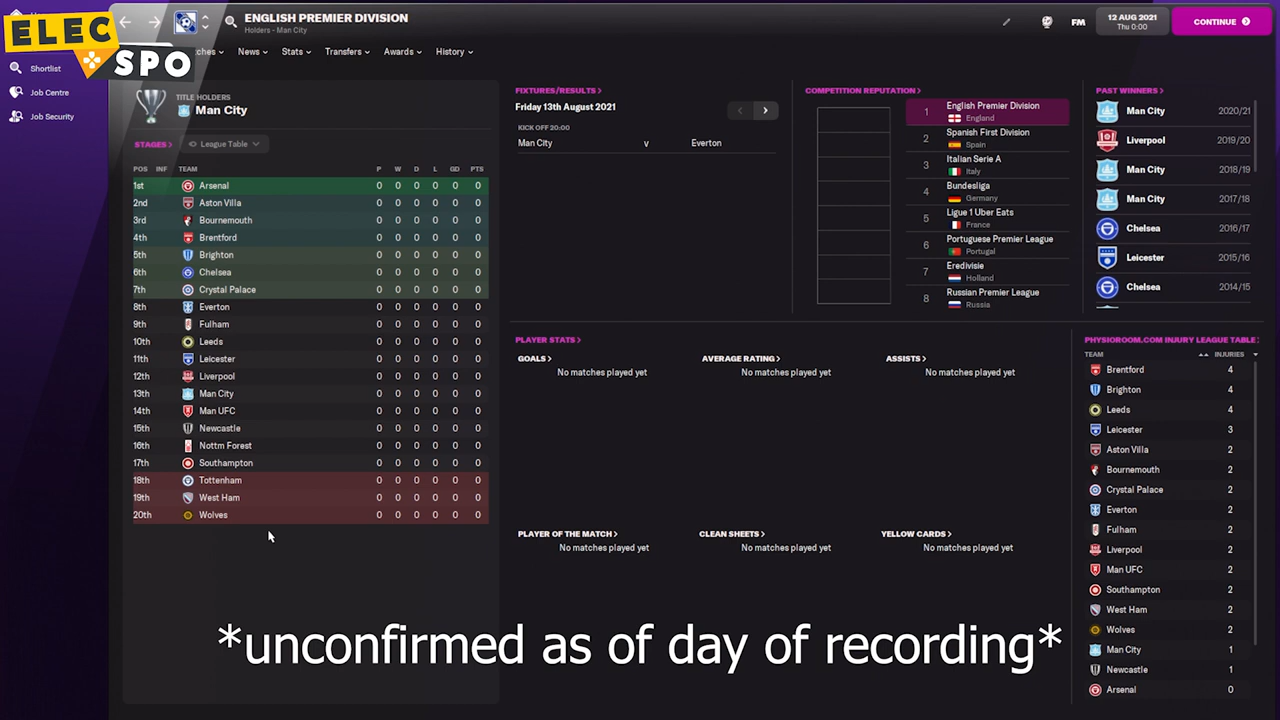 ELEC
SPO
ENGLISH PREMIER DIVISION
Holders - Man City
FM
12 AUG 2021
Thu 0:00
CONTINUE
ches
News
Stats
Transfers
Awards
History
Shortlist
Job Centre
Job Security
TITLE HOLDERS
Man City
STAGES
League Table
POS INF TEAM P W D L GD PTS
1st Arsenal 0 0 0 0 0 0
2nd Aston Villa 0 0 0 0 0 0
3rd Bournemouth 0 0 0 0 0 0
4th Brentford 0 0 0 0 0 0
5th Brighton 0 0 0 0 0 0
6th Chelsea 0 0 0 0 0 0
7th Crystal Palace 0 0 0 0 0 0
8th Everton 0 0 0 0 0 0
9th Fulham 0 0 0 0 0 0
10th Leeds 0 0 0 0 0 0
11th Leicester 0 0 0 0 0 0
12th Liverpool 0 0 0 0 0 0
13th Man City 0 0 0 0 0 0
14th Man UFC 0 0 0 0 0 0
15th Newcastle 0 0 0 0 0 0
16th Nottm Forest 0 0 0 0 0 0
17th Southampton 0 0 0 0 0 0
18th Tottenham 0 0 0 0 0 0
19th West Ham 0 0 0 0 0 0
20th Wolves 0 0 0 0 0 0
FIXTURES/RESULTS
Friday 13th August 2021
KICK OFF 20:00
Man City v Everton
COMPETITION REPUTATION
1 English Premier Division
England
2 Spanish First Division
Spain
3 Italian Serie A
Italy
4 Bundesliga
Germany
5 Ligue 1 Uber Eats
France
6 Portuguese Premier League
Portugal
7 Eredivisie
Holland
8 Russian Premier League
Russia
PAST WINNERS
Man City 2020/21
Liverpool 2019/20
Man City 2018/19
Man City 2017/18
Chelsea 2016/17
Leicester 2015/16
Chelsea 2014/15
PLAYER STATS
GOALS
No matches played yet
AVERAGE RATING
No matches played yet
ASSISTS
No matches played yet
PLAYER OF THE MATCH
No matches played yet
CLEAN SHEETS
No matches played yet
YELLOW CARDS
No matches played yet
PHYSIOROOM.COM INJURY LEAGUE TABLE
TEAM INJURIES
Brentford 4
Brighton 4
Leeds 4
Leicester 3
Aston Villa 2
Bournemouth 2
Crystal Palace 2
Everton 2
Fulham 2
Liverpool 2
Man UFC 2
Southampton 2
West Ham 2
Wolves 2
Man City 1
Newcastle 1
Arsenal 0
*unconfirmed as of day of recording*